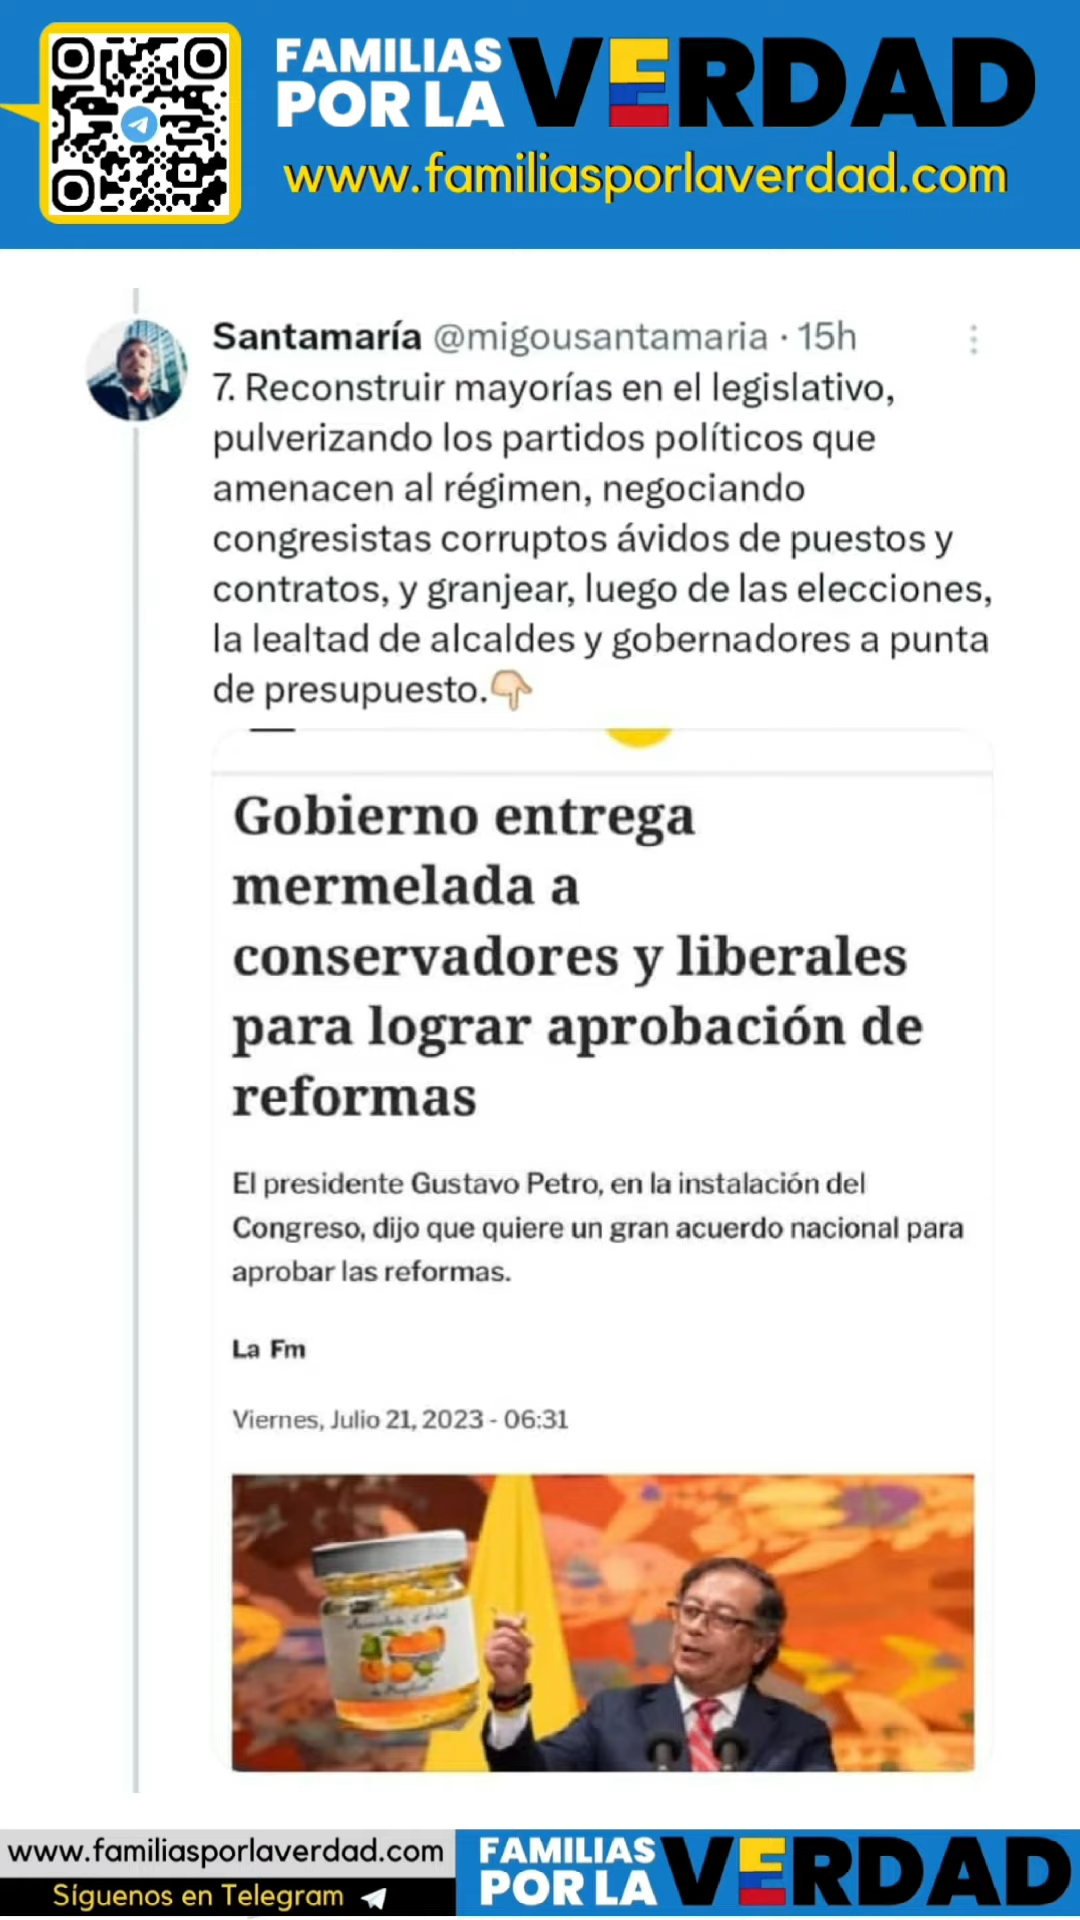 FAMILIAS
POR LA VERDAD
www.familiasporlaverdad.com
Santamaría @migousantamaria · 15h
7. Reconstruir mayorías en el legislativo,
pulverizando los partidos políticos que
amenacen al régimen, negociando
congresistas corruptos ávidos de puestos y
contratos, y granjear, luego de las elecciones,
la lealtad de alcaldes y gobernadores a punta
de presupuesto.👇🏻
Gobierno entrega
mermelada a
conservadores y liberales
para lograr aprobación de
reformas
El presidente Gustavo Petro, en la instalación del
Congreso, dijo que quiere un gran acuerdo nacional para
aprobar las reformas.
La Fm
Viernes, Julio 21, 2023 - 06:31
www.familiasporlaverdad.com
Síguenos en Telegram
FAMILIAS
POR LA VERDAD